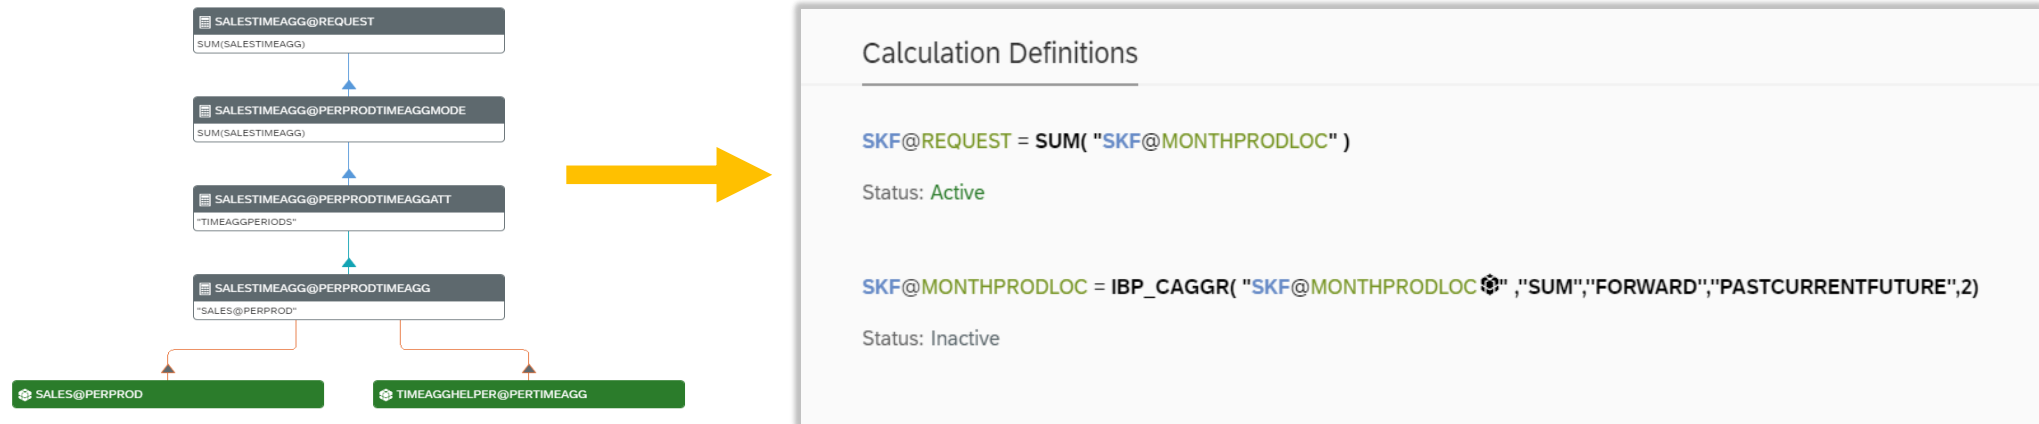 SALESTIMEAGG@REQUEST
SUM(SALESTIMEAGG)
SALESTIMEAGG@PERPRODTIMEAGGMODE
SUM(SALESTIMEAGG)
SALESTIMEAGG@PERPRODTIMEAGGATT
"TIMEAGGPERIODS"
SALESTIMEAGG@PERPRODTIMEAGG
"SALES@PERPROD"
SALES@PERPROD
TIMEAGGHELPER@PERTIMEAGG
Calculation Definitions
SKF@REQUEST = SUM( "SKF@MONTHPRODLOC" )
Status: Active
SKF@MONTHPRODLOC = IBP_CAGGR( "SKF@MONTHPRODLOC" ,"SUM","FORWARD","PASTCURRENTFUTURE",2)
Status: Inactive